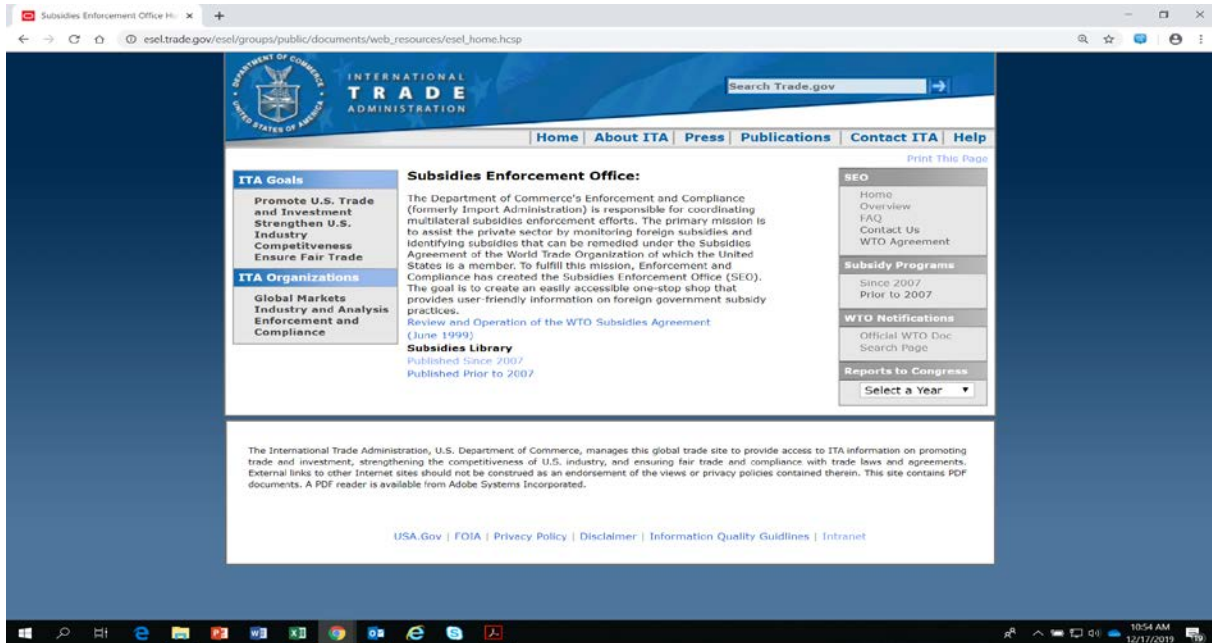 Subsidies Enforcement Office H
esel.trade.gov/esel/groups/public/documents/web_resources/esel_home.hcsp
DEPARTMENT OF COMMERCE
UNITED STATES OF AMERICA
INTERNATIONAL
TRADE
ADMINISTRATION
Search Trade.gov
Home | About ITA | Press | Publications | Contact ITA | Help
Print This Page
ITA Goals
Promote U.S. Trade
and Investment
Strengthen U.S.
Industry
Competitveness
Ensure Fair Trade
ITA Organizations
Global Markets
Industry and Analysis
Enforcement and
Compliance
Subsidies Enforcement Office:
The Department of Commerce's Enforcement and Compliance
(formerly Import Administration) is responsible for coordinating
multilateral subsidies enforcement efforts. The primary mission is
to assist the private sector by monitoring foreign subsidies and
identifying subsidies that can be remedied under the Subsidies
Agreement of the World Trade Organization of which the United
States is a member. To fulfill this mission, Enforcement and
Compliance has created the Subsidies Enforcement Office (SEO).
The goal is to create an easily accessible one-stop shop that
provides user-friendly information on foreign government subsidy
practices.
Review and Operation of the WTO Subsidies Agreement
(June 1999)
Subsidies Library
Published Since 2007
Published Prior to 2007
SEO
Home
Overview
FAQ
Contact Us
WTO Agreement
Subsidy Programs
Since 2007
Prior to 2007
WTO Notifications
Official WTO Doc
Search Page
Reports to Congress
Select a Year
The International Trade Administration, U.S. Department of Commerce, manages this global trade site to provide access to ITA information on promoting
trade and investment, strengthening the competitiveness of U.S. industry, and ensuring fair trade and compliance with trade laws and agreements.
External links to other Internet sites should not be construed as an endorsement of the views or privacy policies contained therein. This site contains PDF
documents. A PDF reader is available from Adobe Systems Incorporated.
USA.Gov | FOIA | Privacy Policy | Disclaimer | Information Quality Guidlines | Intranet
10:54 AM
12/17/2019